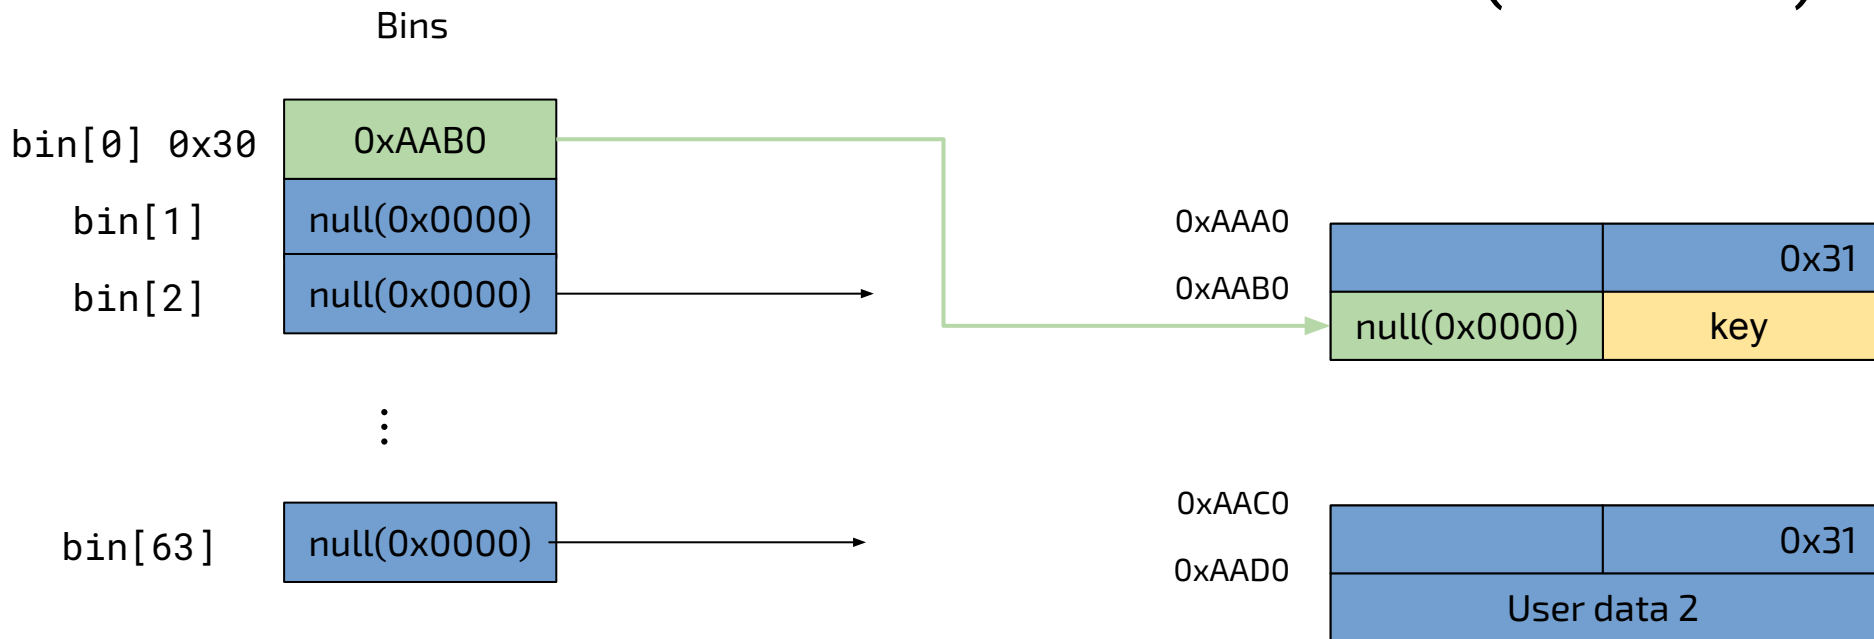 ( )
Bins
bin[0] 0x30
0xAAB0
bin[1]
null(0x0000)
bin[2]
null(0x0000)
⋮
bin[63]
null(0x0000)
0xAAA0
0x31
0xAAB0
null(0x0000)
key
0xAAC0
0x31
0xAAD0
User data 2